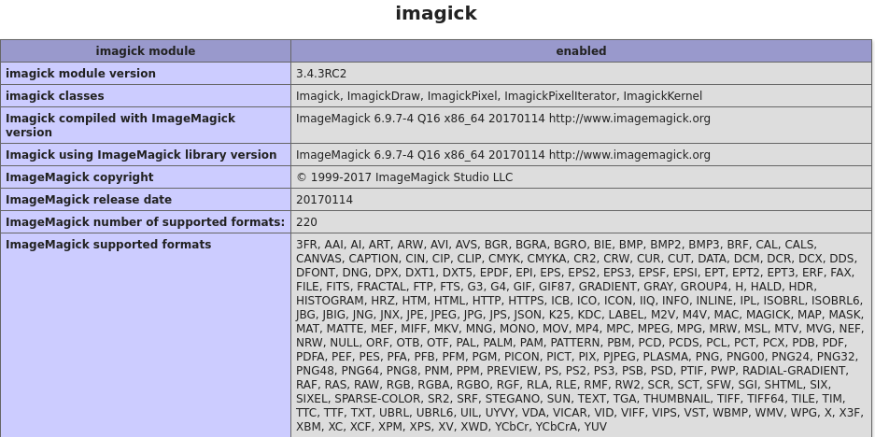 imagick
imagick module enabled
imagick module version 3.4.3RC2
imagick classes Imagick, ImagickDraw, ImagickPixel, ImagickPixelIterator, ImagickKernel
Imagick compiled with ImageMagick version ImageMagick 6.9.7-4 Q16 x86_64 20170114 http://www.imagemagick.org
Imagick using ImageMagick library version ImageMagick 6.9.7-4 Q16 x86_64 20170114 http://www.imagemagick.org
ImageMagick copyright © 1999-2017 ImageMagick Studio LLC
ImageMagick release date 20170114
ImageMagick number of supported formats: 220
ImageMagick supported formats 3FR, AAI, AI, ART, ARW, AVI, AVS, BGR, BGRA, BGRO, BIE, BMP, BMP2, BMP3, BRF, CAL, CALS,
CANVAS, CAPTION, CIN, CIP, CLIP, CMYK, CMYKA, CR2, CRW, CUR, CUT, DATA, DCM, DCR, DCX, DDS,
DFONT, DNG, DPX, DXT1, DXT5, EPDF, EPI, EPS, EPS2, EPS3, EPSF, EPSI, EPT, EPT2, EPT3, ERF, FAX,
FILE, FITS, FRACTAL, FTP, FTS, G3, G4, GIF, GIF87, GRADIENT, GRAY, GROUP4, H, HALD, HDR,
HISTOGRAM, HRZ, HTM, HTML, HTTP, HTTPS, ICB, ICO, ICON, IIQ, INFO, INLINE, IPL, ISOBRL, ISOBRL6,
JBG, JBIG, JNG, JNX, JPE, JPEG, JPG, JPS, JSON, K25, KDC, LABEL, M2V, M4V, MAC, MAGICK, MAP, MASK,
MAT, MATTE, MEF, MIFF, MKV, MNG, MONO, MOV, MP4, MPC, MPEG, MPG, MRW, MSL, MTV, MVG, NEF,
NRW, NULL, ORF, OTB, OTF, PAL, PALM, PAM, PATTERN, PBM, PCD, PCDS, PCL, PCT, PCX, PDB, PDF,
PDFA, PEF, PES, PFA, PFB, PFM, PGM, PICON, PICT, PIX, PJPEG, PLASMA, PNG, PNG00, PNG24, PNG32,
PNG48, PNG64, PNG8, PNM, PPM, PREVIEW, PS, PS2, PS3, PSB, PSD, PTIF, PWP, RADIAL-GRADIENT,
RAF, RAS, RAW, RGB, RGBA, RGBO, RGF, RLA, RLE, RMF, RW2, SCR, SCT, SFW, SGI, SHTML, SIX,
SIXEL, SPARSE-COLOR, SR2, SRF, STEGANO, SUN, TEXT, TGA, THUMBNAIL, TIFF, TIFF64, TILE, TIM,
TTC, TTF, TXT, UBRL, UBRL6, UIL, UYVY, VDA, VICAR, VID, VIFF, VIPS, VST, WBMP, WMV, WPG, X, X3F,
XBM, XC, XCF, XPM, XPS, XV, XWD, YCbCr, YCbCrA, YUV